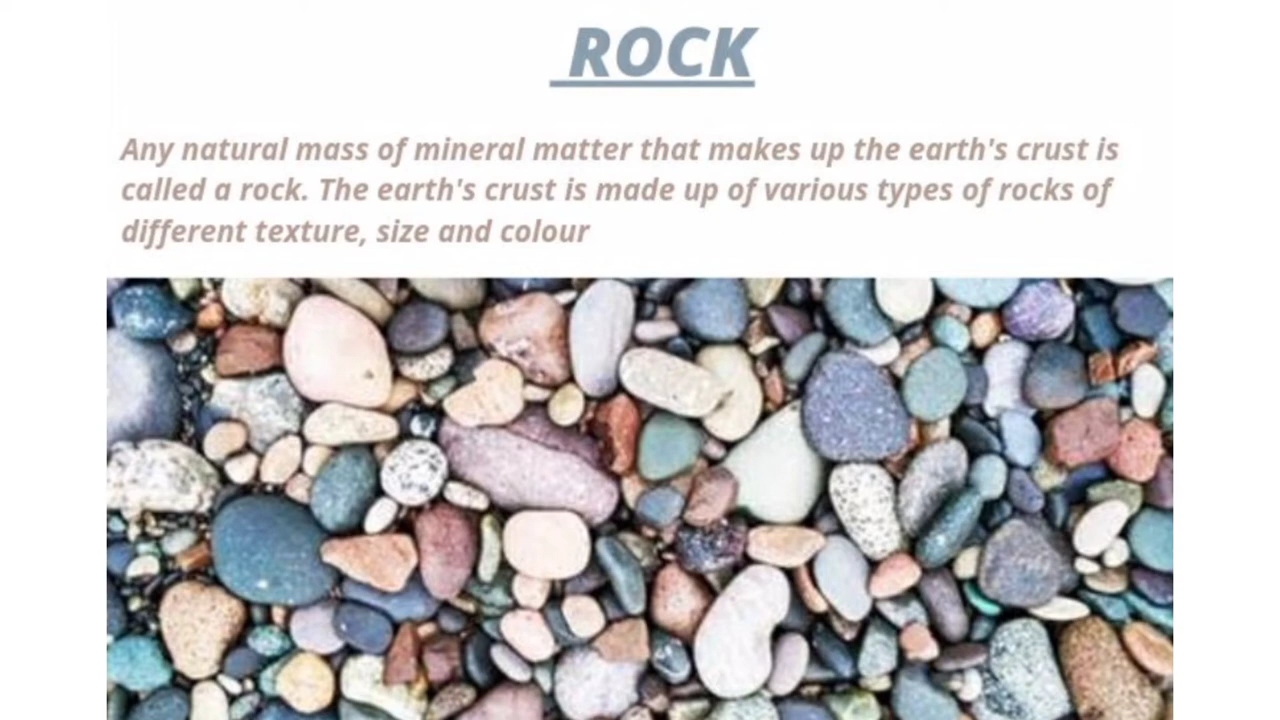 ROCK
Any natural mass of mineral matter that makes up the earth's crust is
called a rock. The earth's crust is made up of various types of rocks of
different texture, size and colour